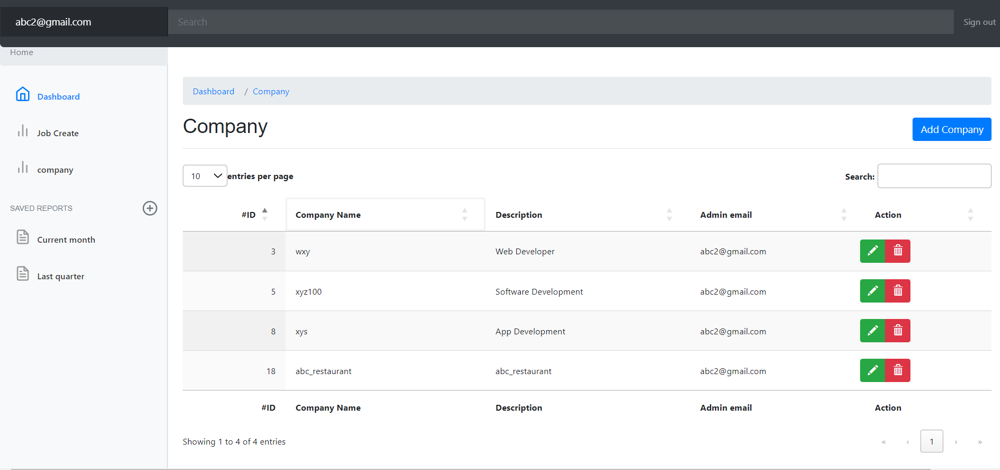 abc2@gmail.com
Search
Sign out
Home
Dashboard
Job Create
company
SAVED REPORTS
Current month
Last quarter
Dashboard / Company
Company
Add Company
10 entries per page
Search:
#ID Company Name Description Admin email Action
3 wxy Web Developer abc2@gmail.com
5 xyz100 Software Development abc2@gmail.com
8 xys App Development abc2@gmail.com
18 abc_restaurant abc_restaurant abc2@gmail.com
#ID Company Name Description Admin email Action
Showing 1 to 4 of 4 entries
« ‹ 1 › »